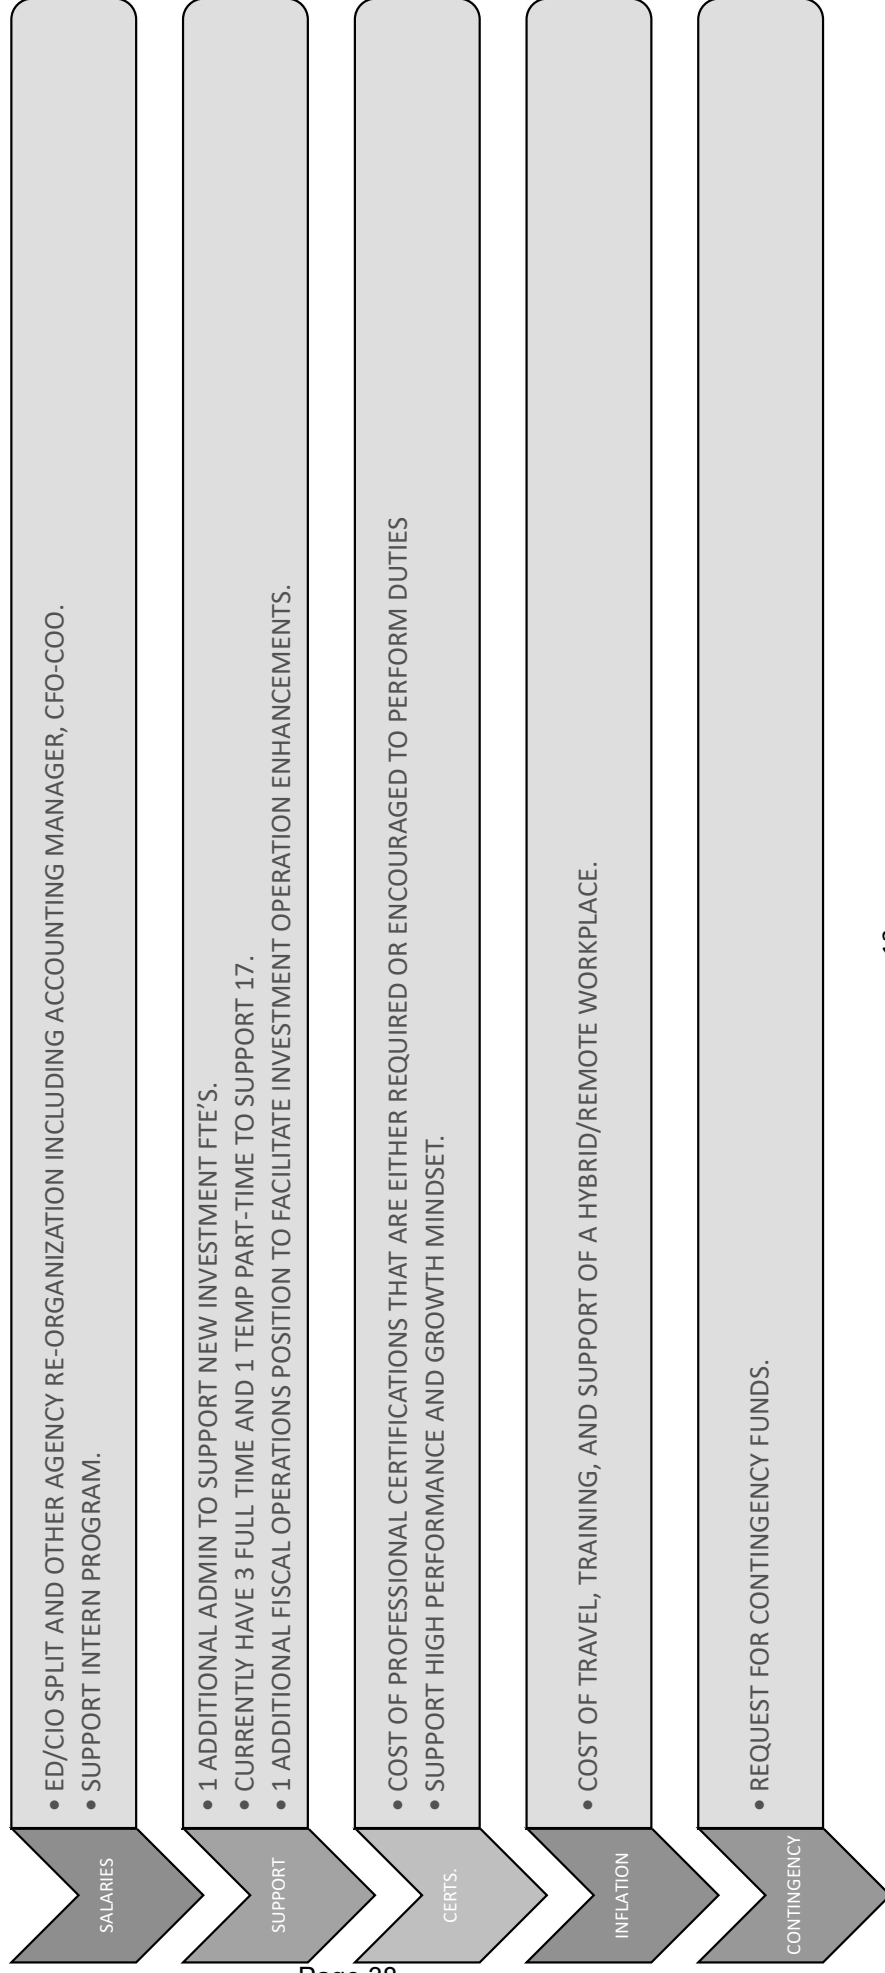 SALARIES
• ED/CIO SPLIT AND OTHER AGENCY RE-ORGANIZATION INCLUDING ACCOUNTING MANAGER, CFO-COO.
• SUPPORT INTERN PROGRAM.
SUPPORT
• 1 ADDITIONAL ADMIN TO SUPPORT NEW INVESTMENT FTE’S.
• CURRENTLY HAVE 3 FULL TIME AND 1 TEMP PART-TIME TO SUPPORT 17.
• 1 ADDITIONAL FISCAL OPERATIONS POSITION TO FACILITATE INVESTMENT OPERATION ENHANCEMENTS.
CERTS.
• COST OF PROFESSIONAL CERTIFICATIONS THAT ARE EITHER REQUIRED OR ENCOURAGED TO PERFORM DUTIES
• SUPPORT HIGH PERFORMANCE AND GROWTH MINDSET.
INFLATION
• COST OF TRAVEL, TRAINING, AND SUPPORT OF A HYBRID/REMOTE WORKPLACE.
CONTINGENCY
• REQUEST FOR CONTINGENCY FUNDS.
Page 38